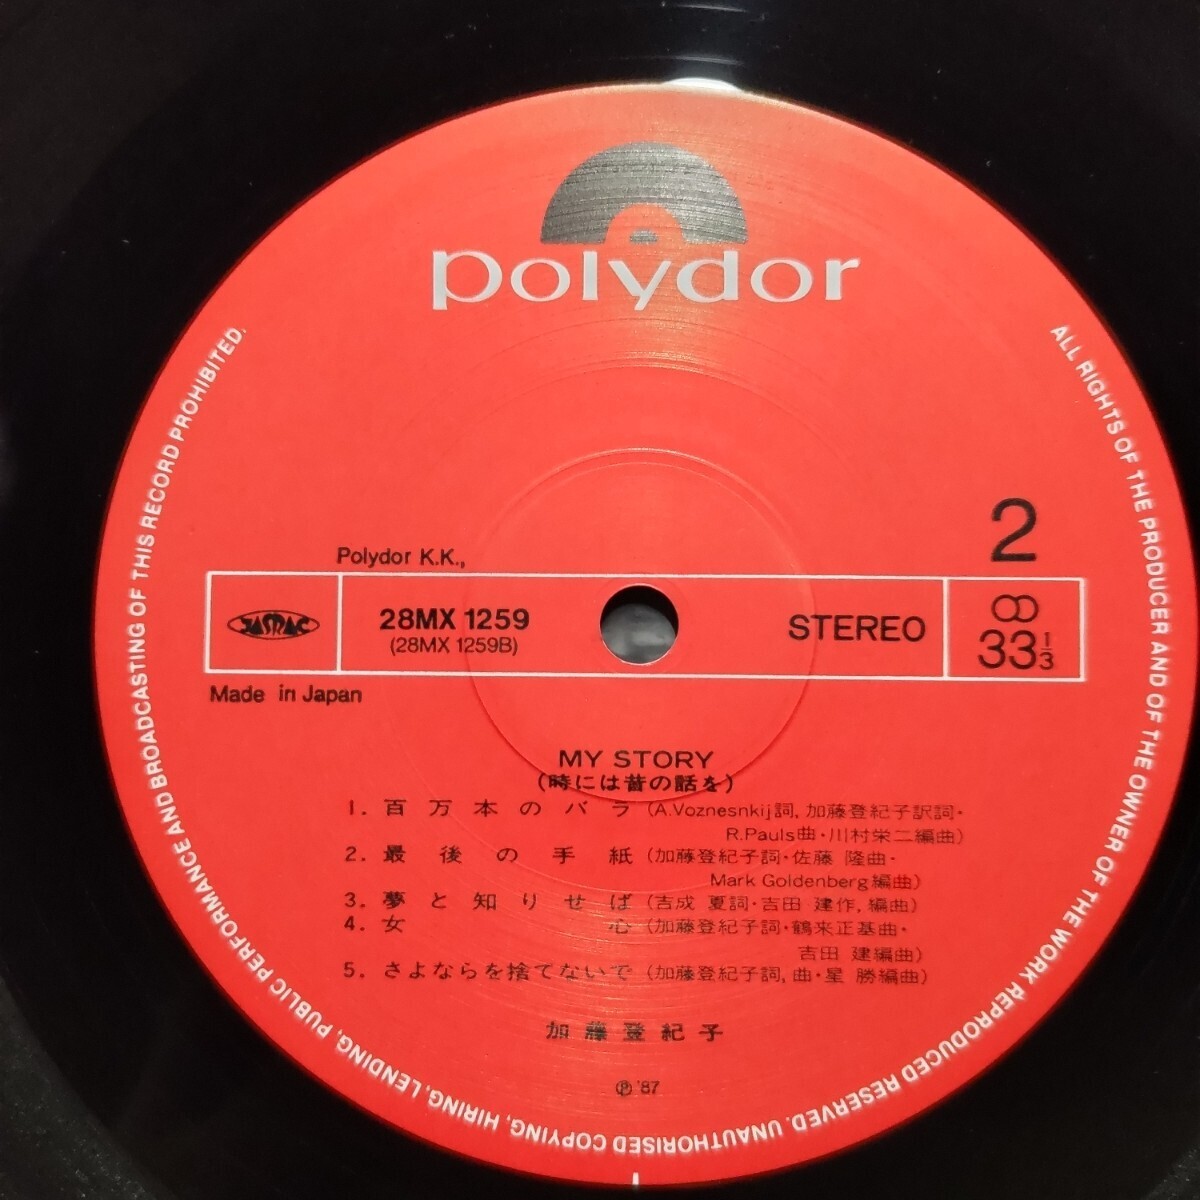 polydor
2
Polydor K.K.,
JASRAC
28MX 1259
(28MX 1259B)
STEREO
33 1/3
Made in Japan
MY STORY
(時には昔の話を)
1. 百万本のバラ (A.Voznesnkij詞, 加藤登紀子訳詞・
R.Pauls曲・川村栄二編曲)
2. 最後の手紙 (加藤登紀子詞・佐藤 隆曲・
Mark Goldenberg編曲)
3. 夢と知りせば (吉成 夏詞・吉田 建作, 編曲)
4. 女心 (加藤登紀子詞・鶴来正基曲・
吉田 建編曲)
5. さよならを捨てないで (加藤登紀子詞, 曲・星 勝編曲)
加藤登紀子
℗ '87
ALL RIGHTS OF THE PRODUCER AND OF THE OWNER OF THE WORK REPRODUCED RESERVED. UNAUTHORISED COPYING, HIRING, LENDING, PUBLIC PERFORMANCE AND BROADCASTING OF THIS RECORD PROHIBITED.